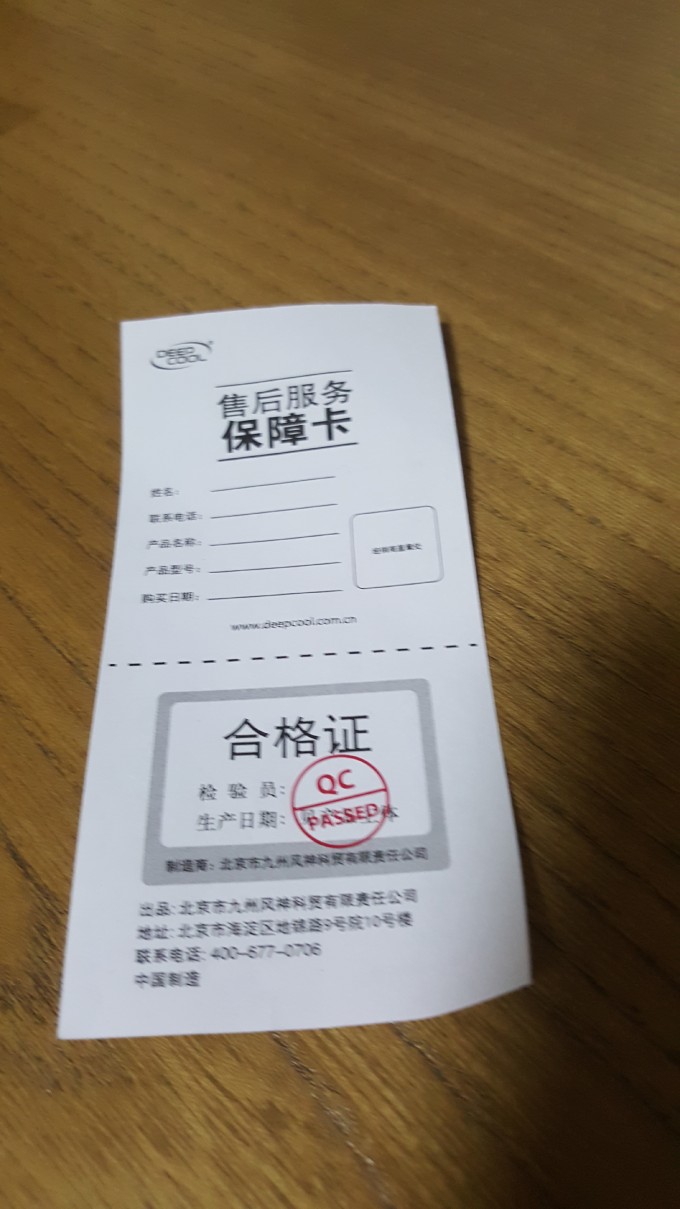 DEEP
COOL
售后服务
保障卡
姓名:
联系电话:
产品名称:
产品型号:
购买日期:
www.deepcool.com.cn
合格证
检验员:
QC
生产日期:
PASSED
制造商: 北京市九州风神科贸有限责任公司
出品: 北京市九州风神科贸有限责任公司
地址: 北京市海淀区地锦路9号院10号楼
联系电话: 400-677-0706
中国制造